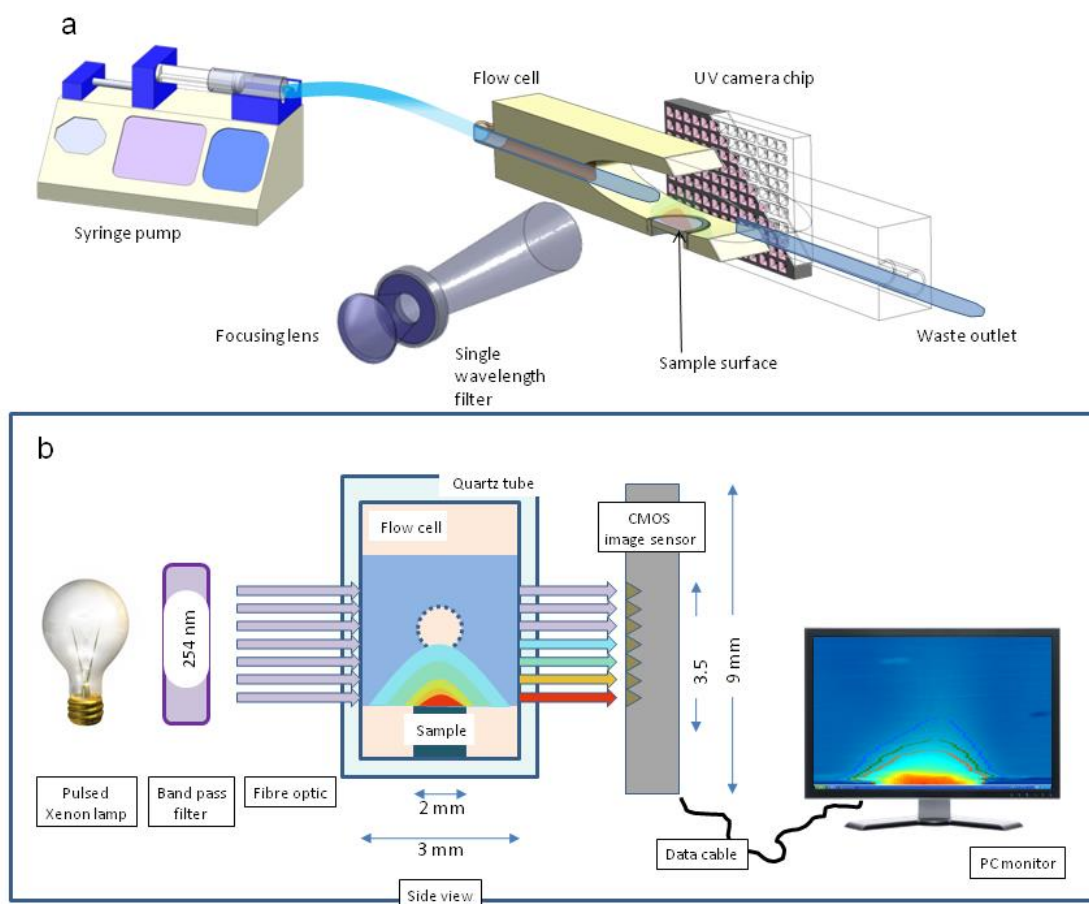 a
Flow cell
UV camera chip
Syringe pump
Focusing lens
Single
wavelength
filter
Sample surface
Waste outlet
b
Quartz tube
Flow cell
CMOS
image sensor
254 nm
3.5
9 mm
Sample
Pulsed
Xenon lamp
Band pass
filter
Fibre optic
2 mm
3 mm
Data cable
PC monitor
Side view